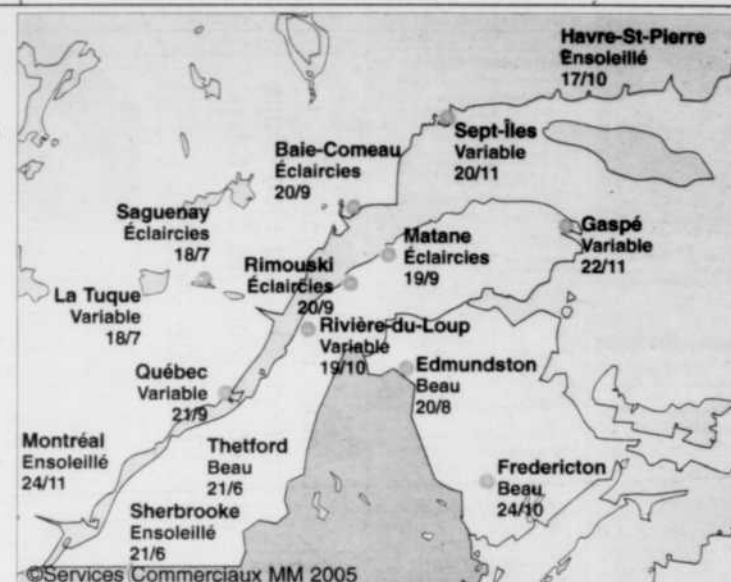 Havre-St-Pierre
Ensoleillé
17/10
Sept-Îles
Variable
20/11
Baie-Comeau
Éclaircies
20/9
Saguenay
Éclaircies
18/7
Gaspé
Variable
22/11
Matane
Éclaircies
19/9
Rimouski
Éclaircies
20/9
La Tuque
Variable
18/7
Rivière-du-Loup
Variable
19/10
Québec
Variable
21/9
Edmundston
Beau
20/8
Montréal
Ensoleillé
24/11
Thetford
Beau
21/6
Fredericton
Beau
24/10
Sherbrooke
Ensoleillé
21/6
©Services Commerciaux MM 2005